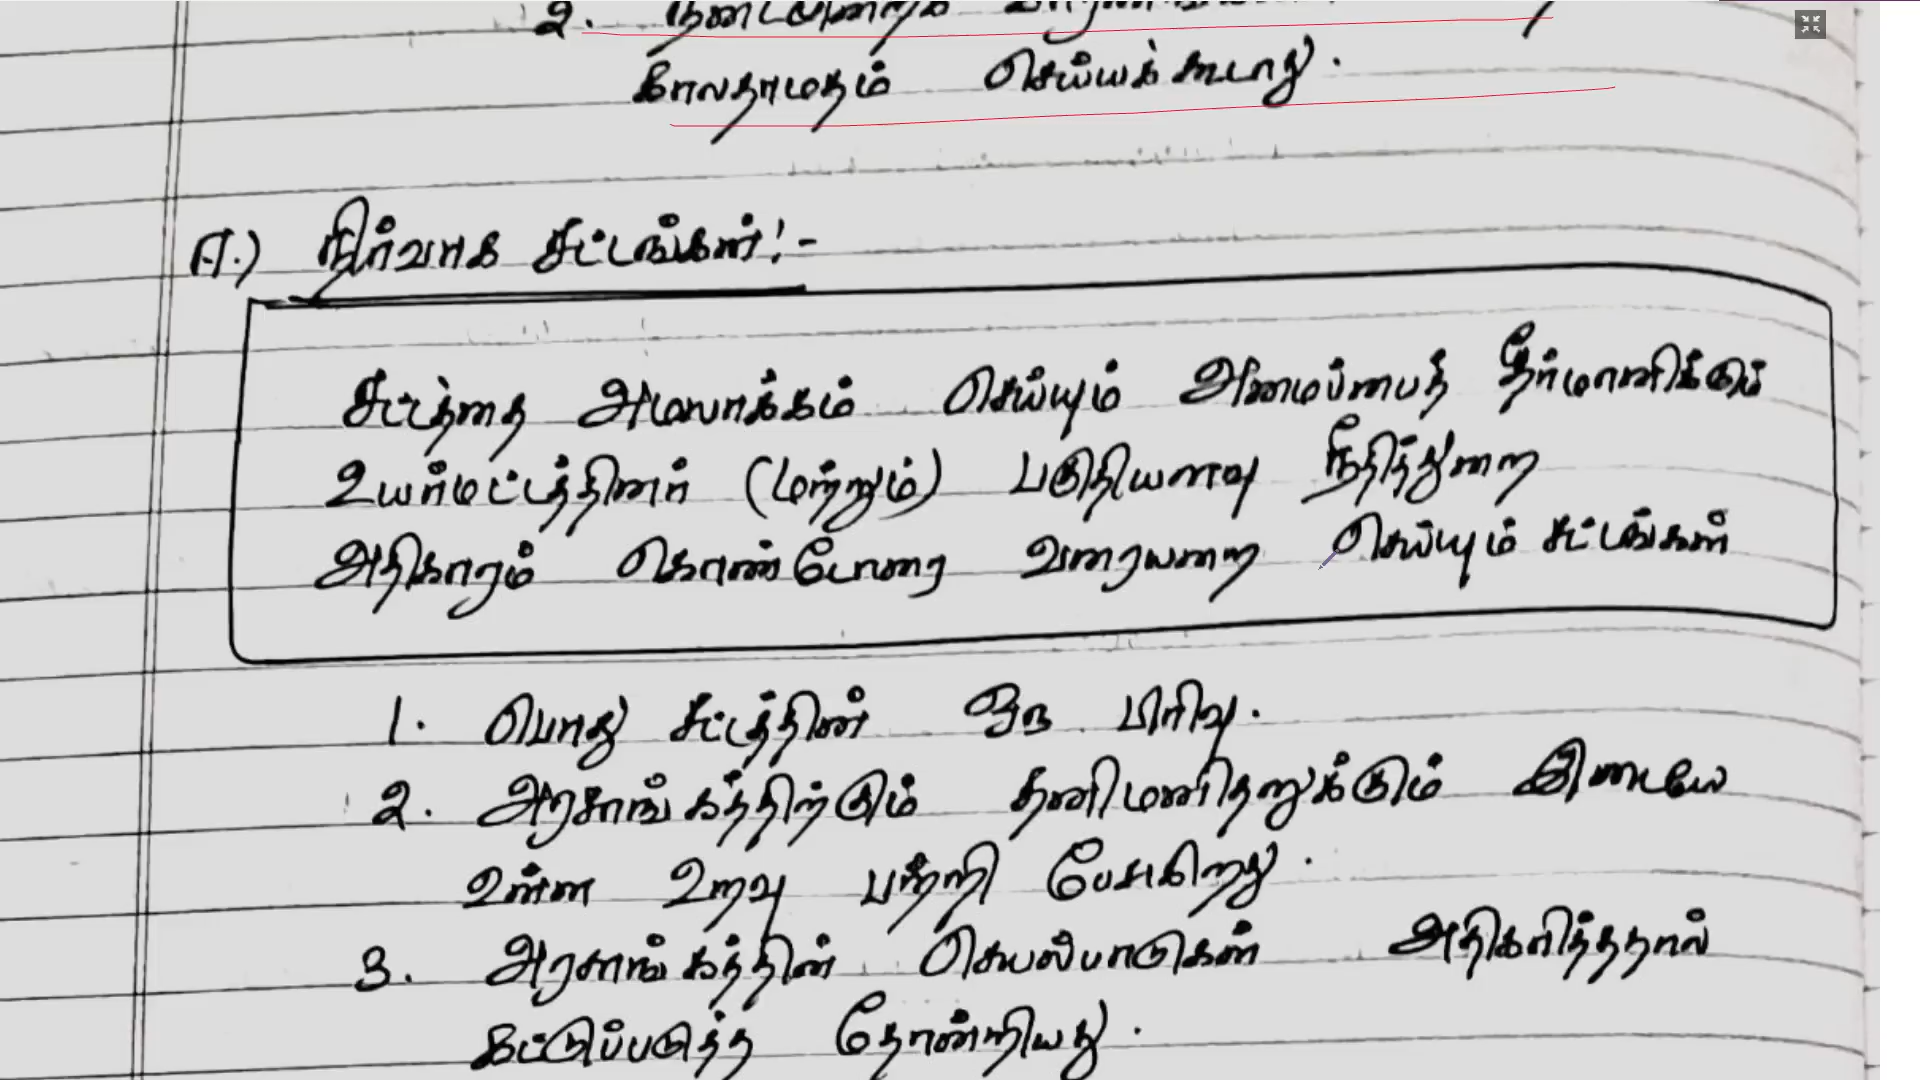 2.
காலதாமதம் செய்யக்கூடாது.
A.) நிர்வாக சட்டங்கள்:-
சட்டத்தை அமலாக்கம் செய்யும் அமைப்பைத் தீர்மானிக்கும்
உயர்மட்டத்தினர் (மற்றும்) பகுதியளவு நீதித்துறை
அதிகாரம் கொண்டோரை வரையறை செய்யும் சட்டங்கள்
1. பொது சட்டத்தின் ஒரு பிரிவு.
2. அரசாங்கத்திற்கும் தனிமனிதனுக்கும் இடையே
உள்ள உறவு பற்றி பேசுகிறது.
3. அரசாங்கத்தின் செயல்பாடுகள் அதிகளித்ததால்
கட்டுப்படுத்த தோன்றியது.